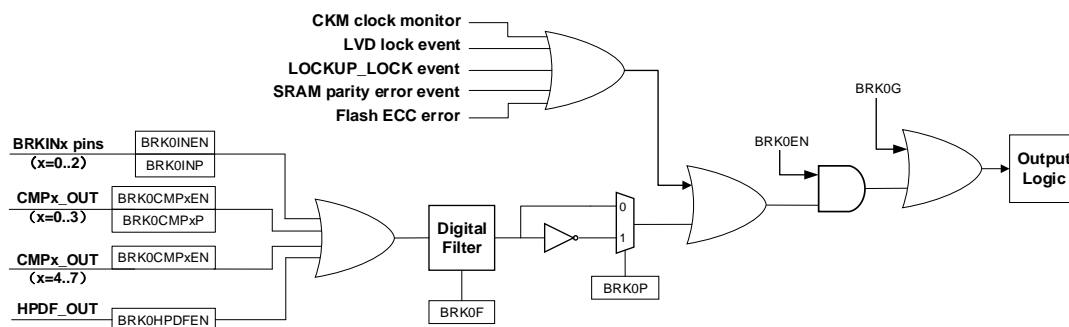 CKM clock monitor
LVD lock event
LOCKUP_LOCK event
SRAM parity error event
Flash ECC error
BRK0G
BRK0EN
Output
Logic
BRKINx pins
(x=0..2)
BRK0INEN
BRK0INP
CMPx_OUT
(x=0..3)
BRK0CMPxEN
BRK0CMPxP
CMPx_OUT
(x=4..7)
BRK0CMPxEN
HPDF_OUT
BRK0HPDFEN
Digital
Filter
BRK0F
0
1
BRK0P